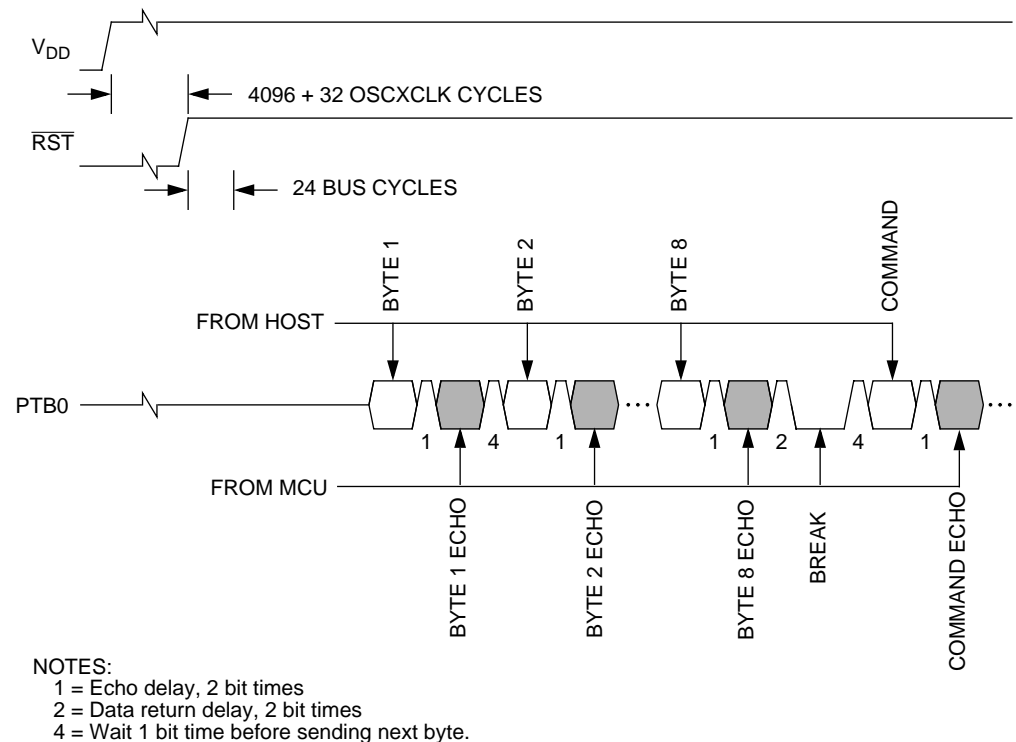 VDD
4096 + 32 OSCXCLK CYCLES
RST
24 BUS CYCLES
BYTE 1
BYTE 2
BYTE 8
COMMAND
FROM HOST
PTB0
1
4
1
1
2
4
1
FROM MCU
BYTE 1 ECHO
BYTE 2 ECHO
BYTE 8 ECHO
BREAK
COMMAND ECHO
NOTES:
1 = Echo delay, 2 bit times
2 = Data return delay, 2 bit times
4 = Wait 1 bit time before sending next byte.